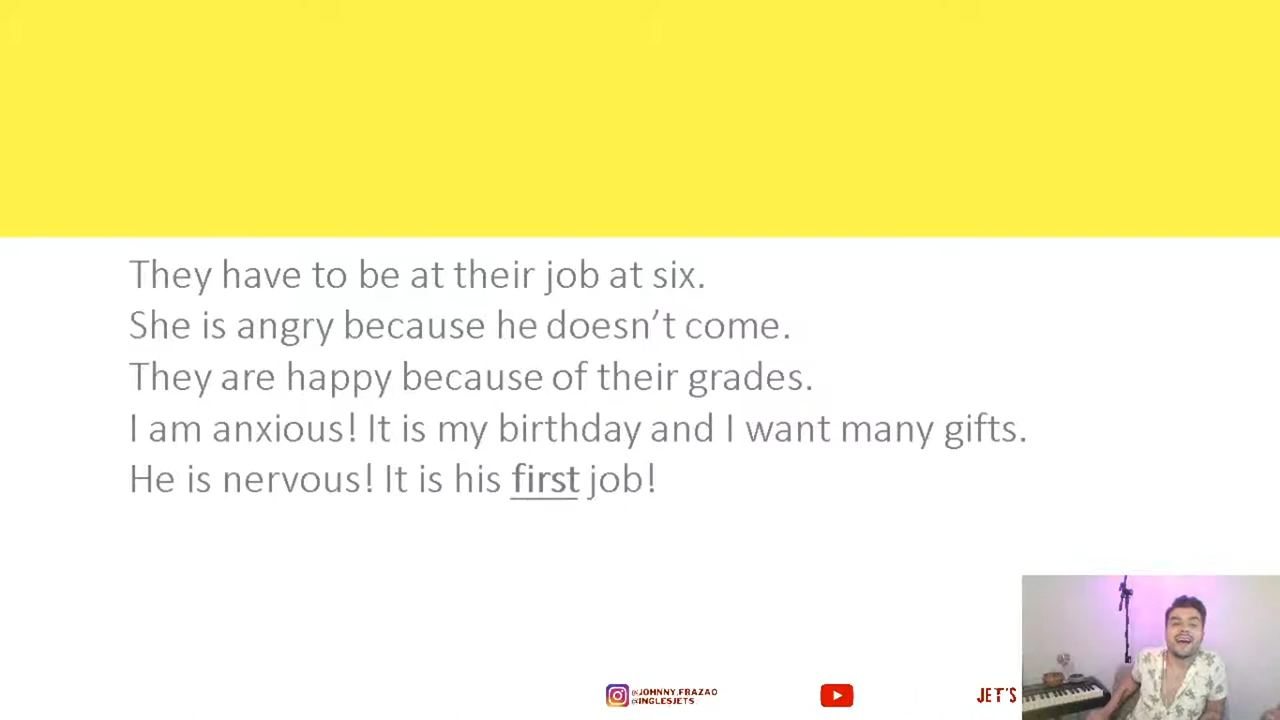 They have to be at their job at six.
She is angry because he doesn’t come.
They are happy because of their grades.
I am anxious! It is my birthday and I want many gifts.
He is nervous! It is his first job!
@JOHNNY.FRAZAO
@INGLESJETS
JET'S